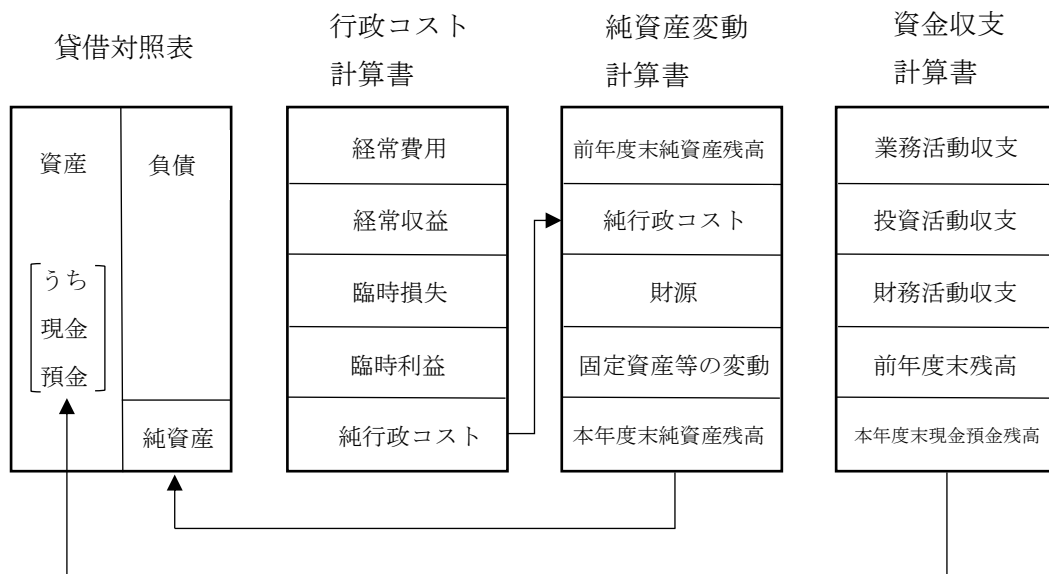 貸借対照表
資産
負債
うち
現金
預金
純資産
行政コスト
計算書
経常費用
経常収益
臨時損失
臨時利益
純行政コスト
純資産変動
計算書
前年度末純資産残高
純行政コスト
財源
固定資産等の変動
本年度末純資産残高
資金収支
計算書
業務活動収支
投資活動収支
財務活動収支
前年度末残高
本年度末現金預金残高